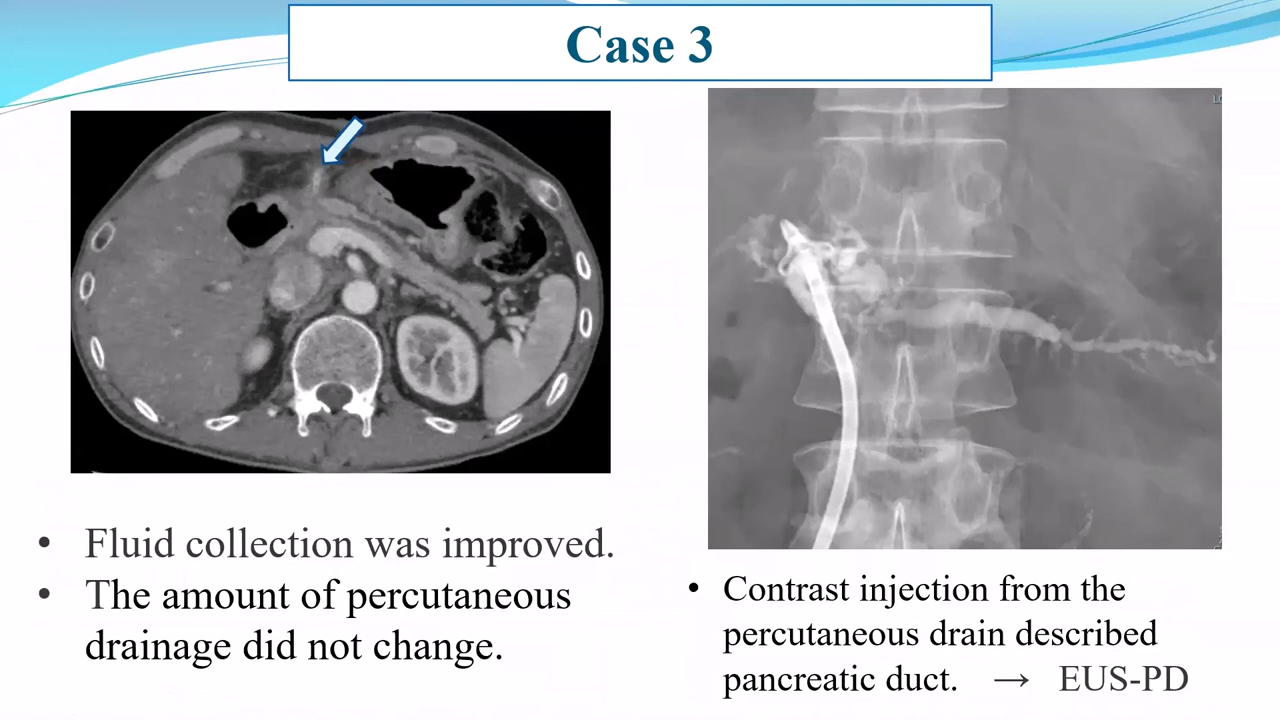 Case 3
• Fluid collection was improved.
• The amount of percutaneous
drainage did not change.
• Contrast injection from the
percutaneous drain described
pancreatic duct. → EUS-PD